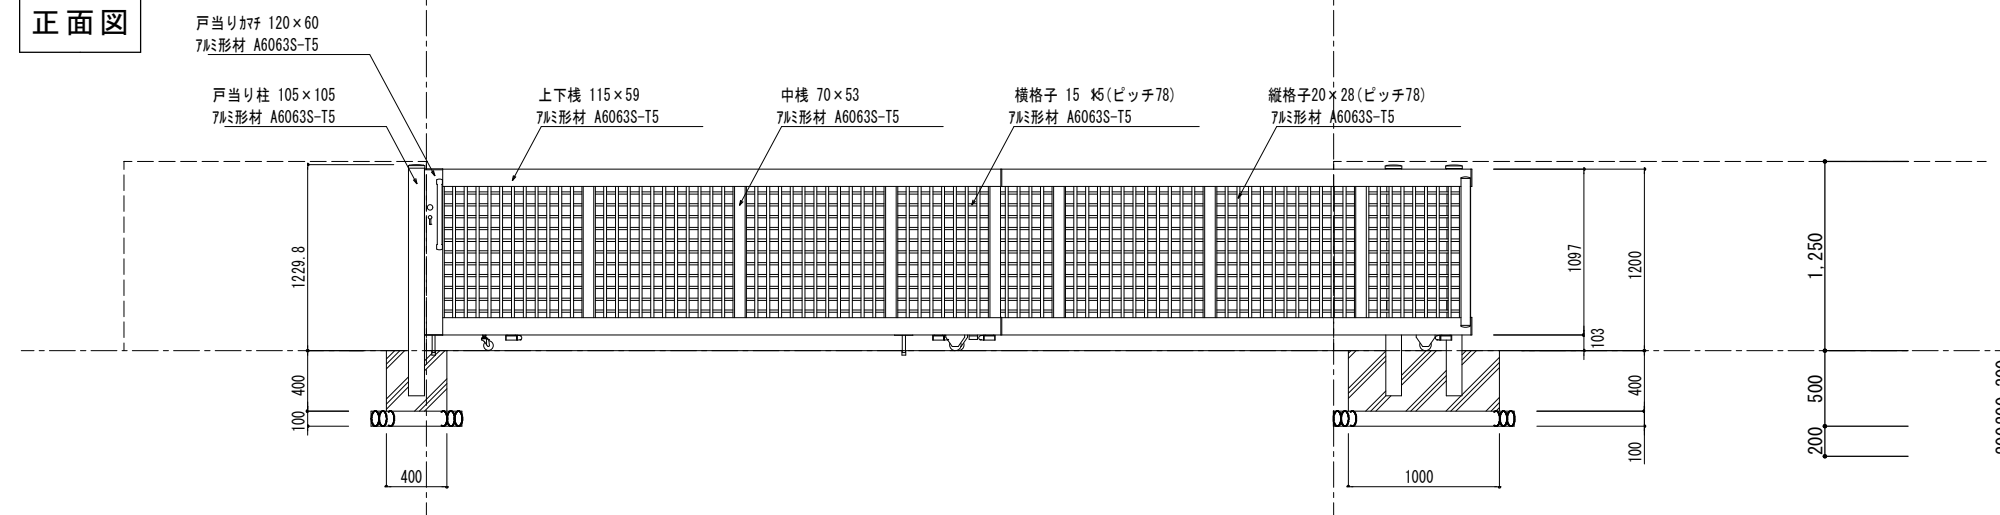 正面図
戸当りカマチ 120×60
アルミ形材 A6063S-T5
戸当り柱 105×105
アルミ形材 A6063S-T5
上下桟 115×59
アルミ形材 A6063S-T5
中桟 70×53
アルミ形材 A6063S-T5
横格子 15 (ピッチ78)
アルミ形材 A6063S-T5
縦格子20×28(ピッチ78)
アルミ形材 A6063S-T5
1229.8
400
100
400
1097
103
1200
400
100
1000
1,250
500
200